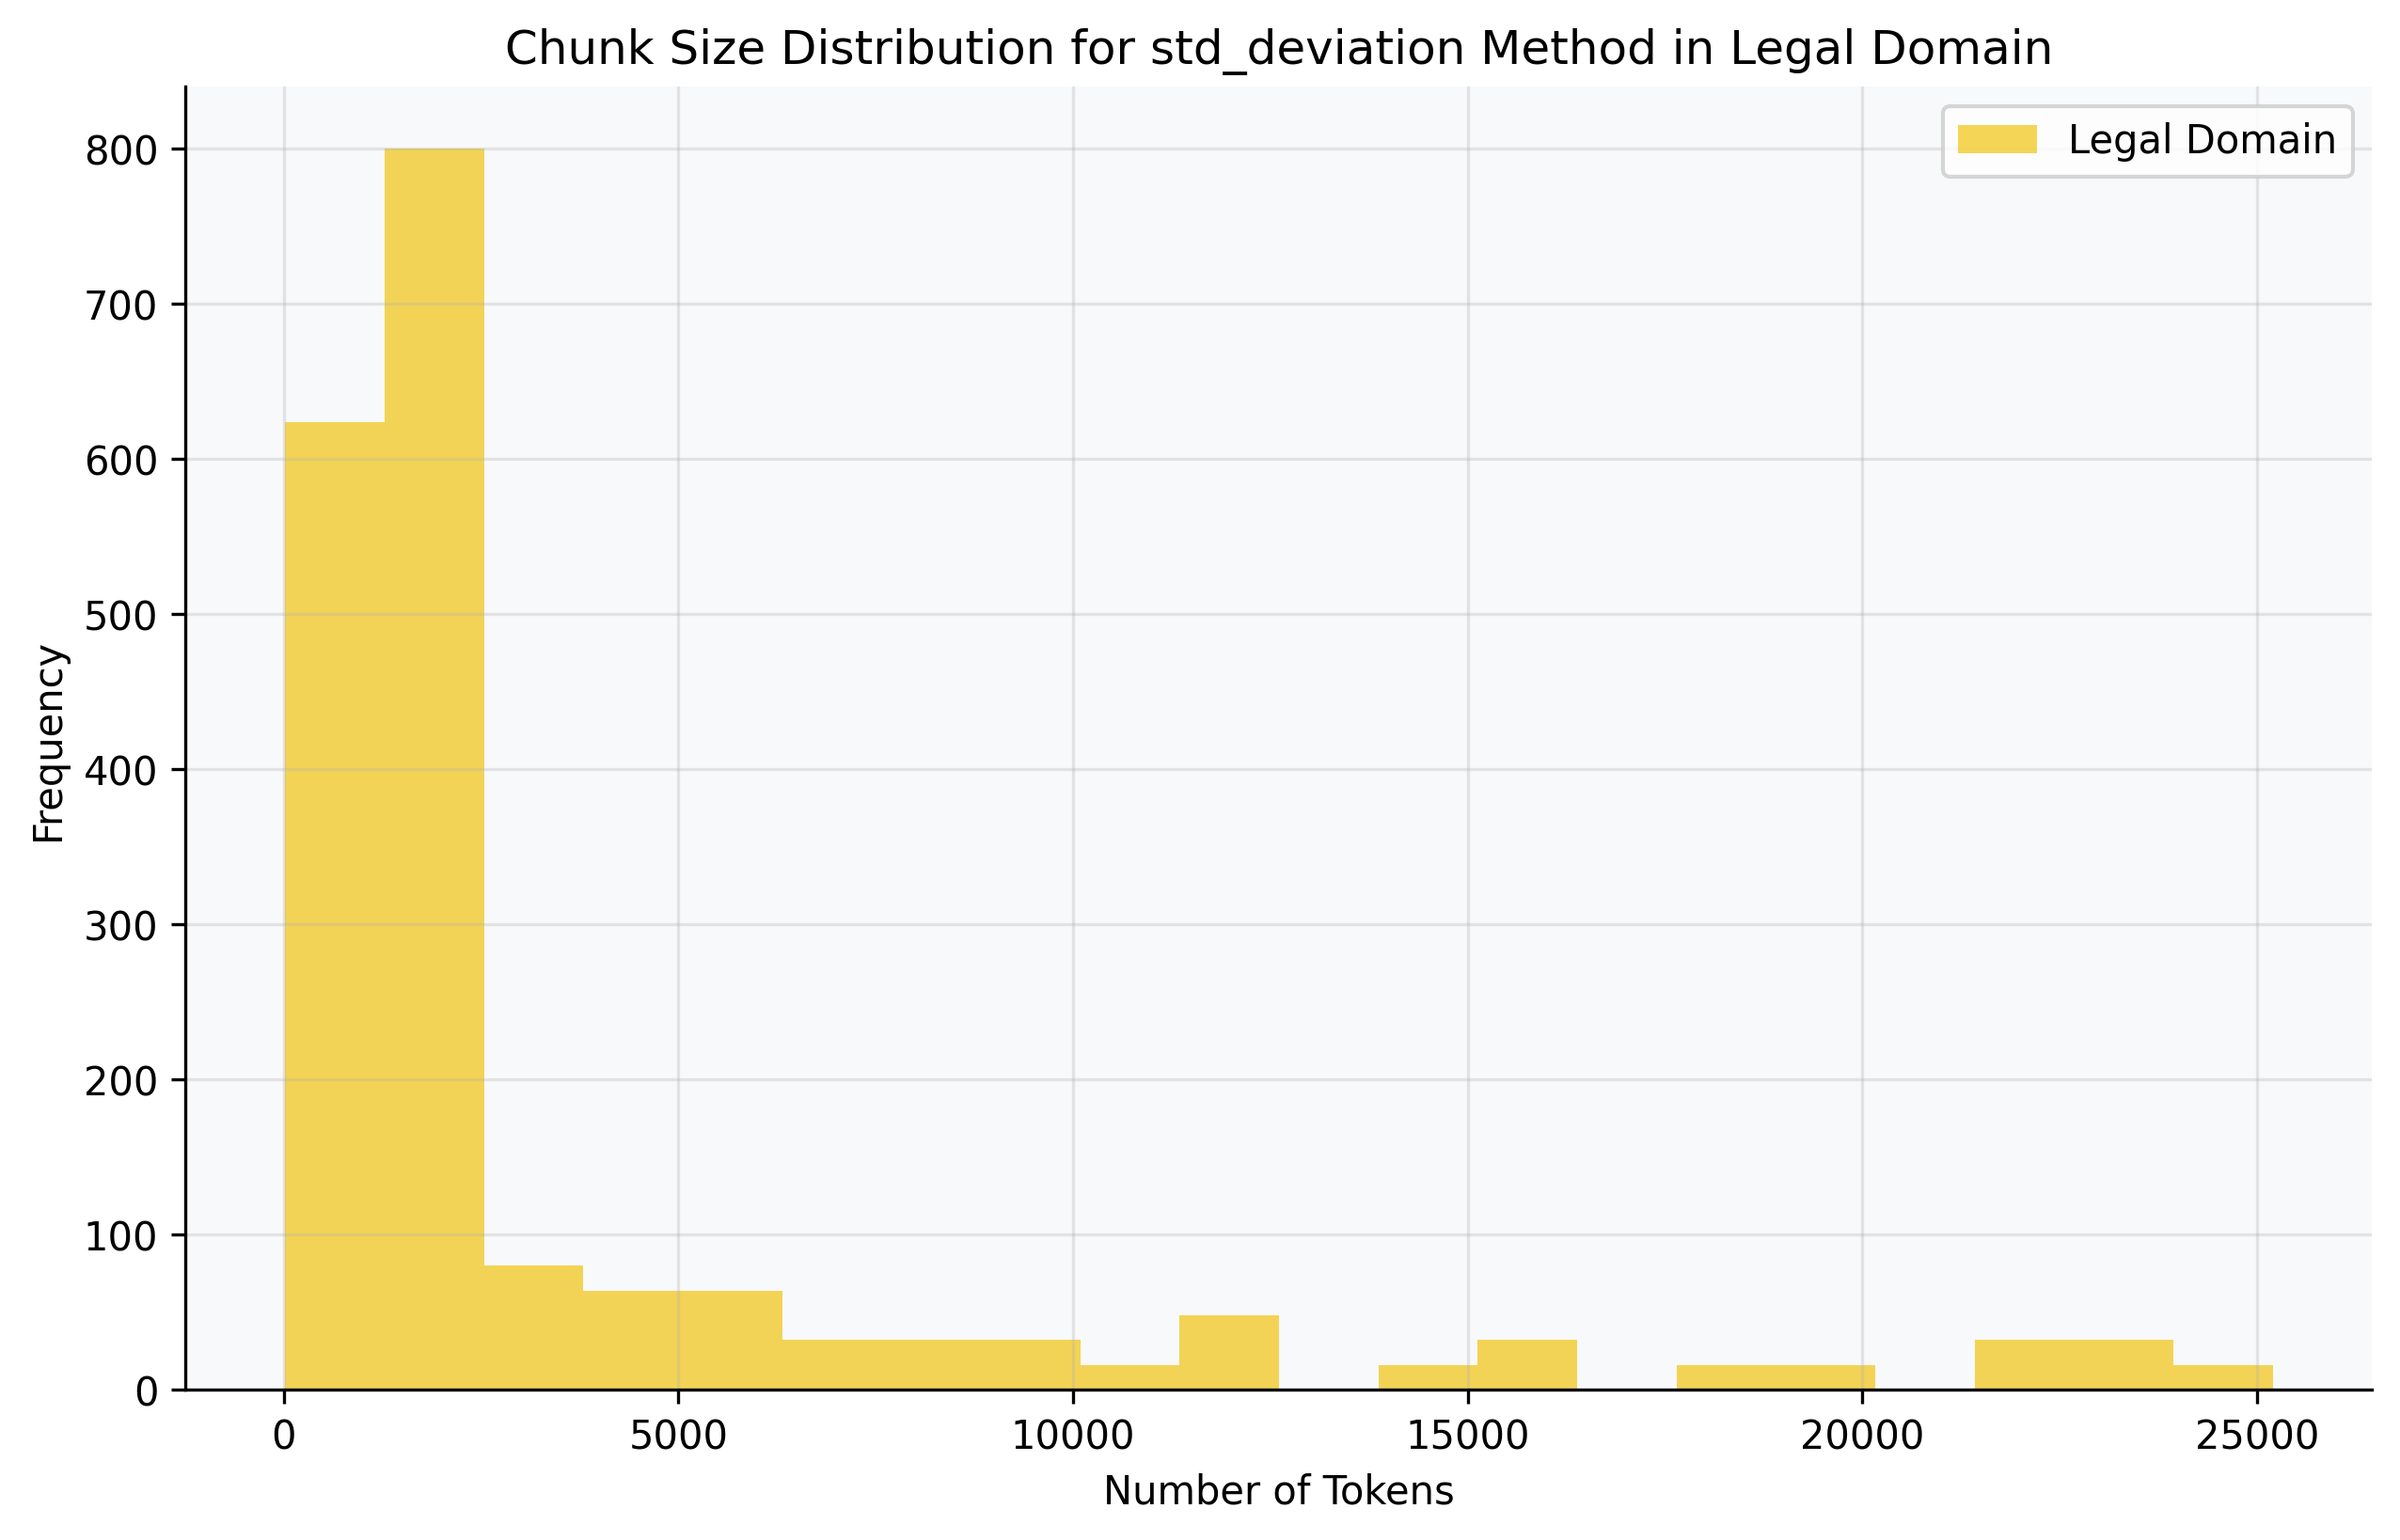 Chunk Size Distribution for std_deviation Method in Legal Domain
Legal Domain
800
700
600
500
400
300
200
100
0
Frequency
0 5000 10000 15000 20000 25000
Number of Tokens